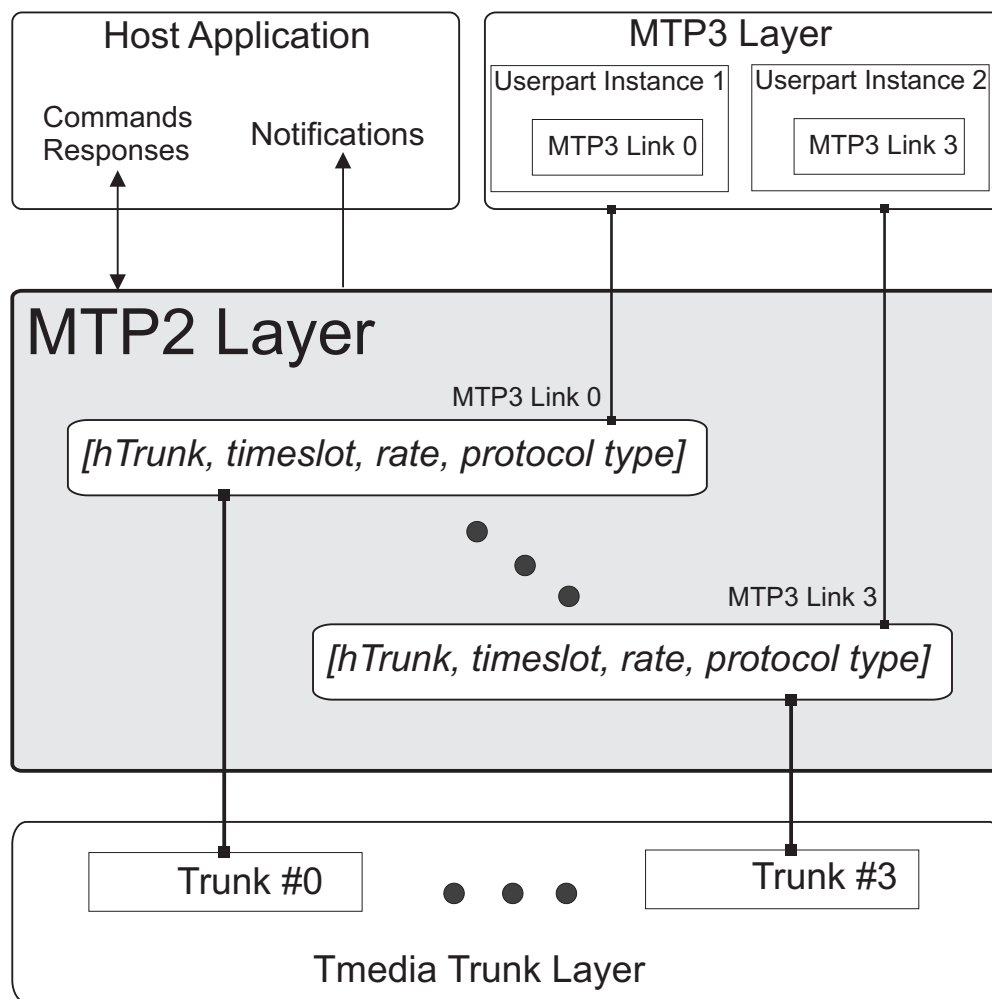 Host Application
Commands
Responses
Notifications
MTP3 Layer
Userpart Instance 1
MTP3 Link 0
Userpart Instance 2
MTP3 Link 3
MTP2 Layer
MTP3 Link 0
[hTrunk, timeslot, rate, protocol type]
MTP3 Link 3
[hTrunk, timeslot, rate, protocol type]
Trunk #0
Trunk #3
Tmedia Trunk Layer